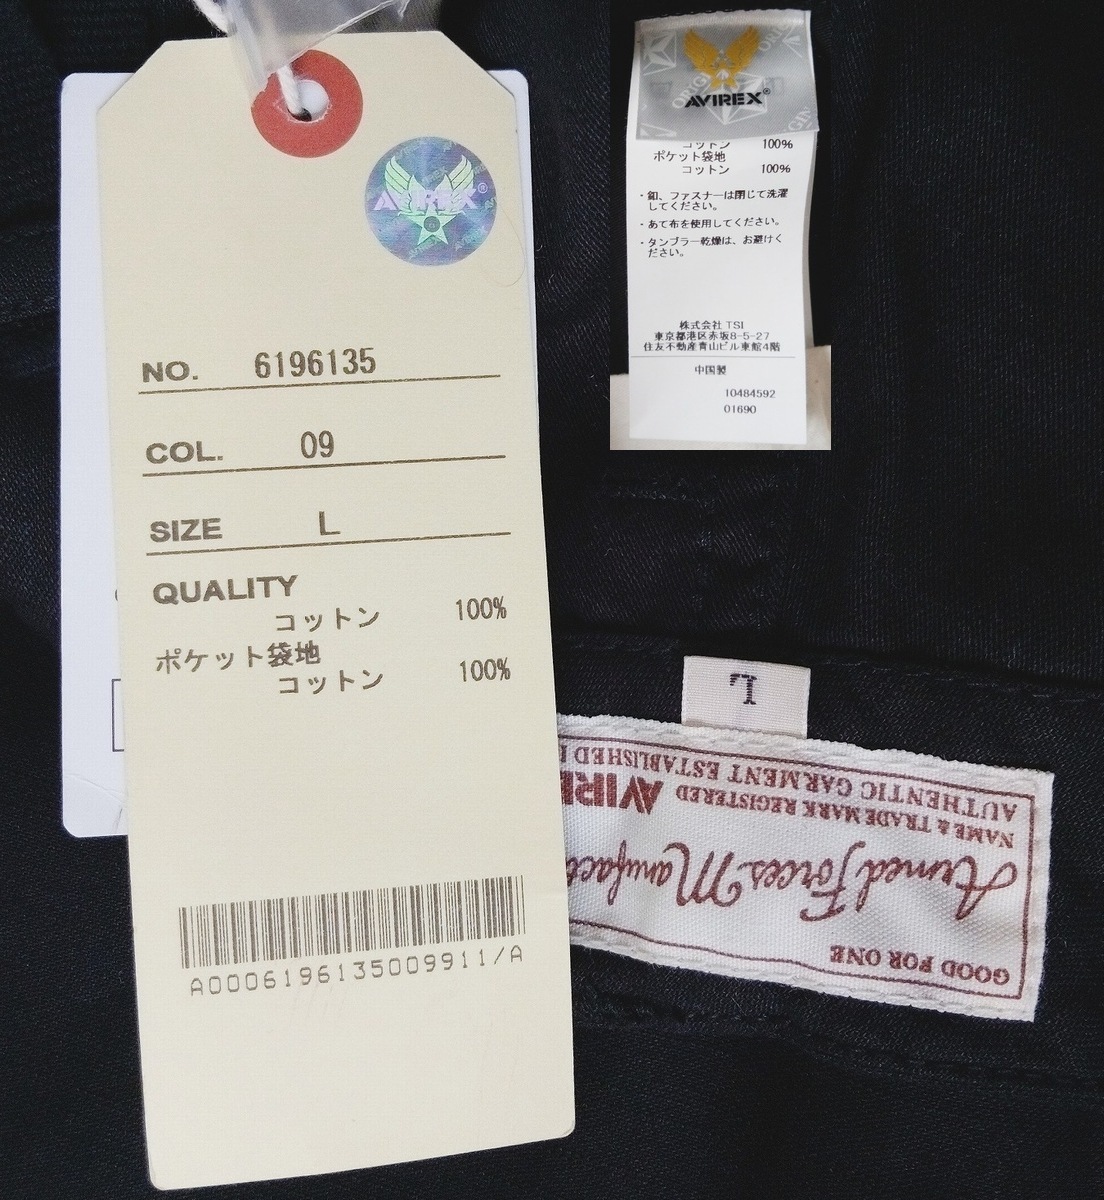 AVIREX®
NO. 6196135
COL. 09
SIZE L
QUALITY
コットン 100%
ポケット袋地
コットン 100%
A0006196135009911/A
ORIGIN
AVIREX®
コットン 100%
ポケット袋地
コットン 100%
・釦、ファスナーは閉じて洗濯
してください。
・あて布を使用してください。
・タンブラー乾燥は、お避けく
ださい。
株式会社 TSI
東京都港区赤坂8-5-27
住友不動産青山ビル東館4階
中国製
10484592
01690
L
GOOD FOR ONE
Armed Forces Manufact
NAME & TRADE MARK REGISTERED AVIRE
AUTHENTIC GARMENT ESTABLISHED